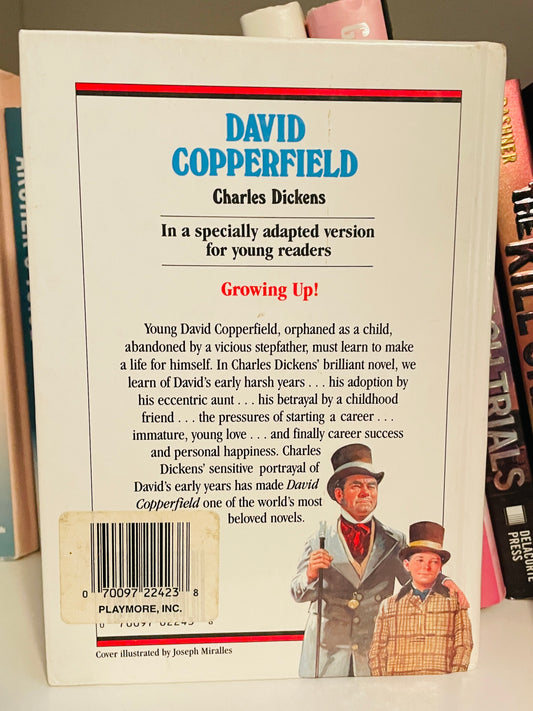 DAVID
COPPERFIELD
Charles Dickens
In a specially adapted version
for young readers
Growing Up!
Young David Copperfield, orphaned as a child,
abandoned by a vicious stepfather, must learn to make
a life for himself. In Charles Dickens' brilliant novel, we
learn of David's early harsh years . . . his adoption by
his eccentric aunt . . . his betrayal by a childhood
friend . . . the pressures of starting a career . . .
immature, young love . . . and finally career success
and personal happiness. Charles
Dickens' sensitive portrayal of
David's early years has made David
Copperfield one of the world's most
beloved novels.
0 70097 22423 8
PLAYMORE, INC.
Cover illustrated by Joseph Miralles
DASHNER
THE KILL
TRIALS
DELACORTE
PRESS